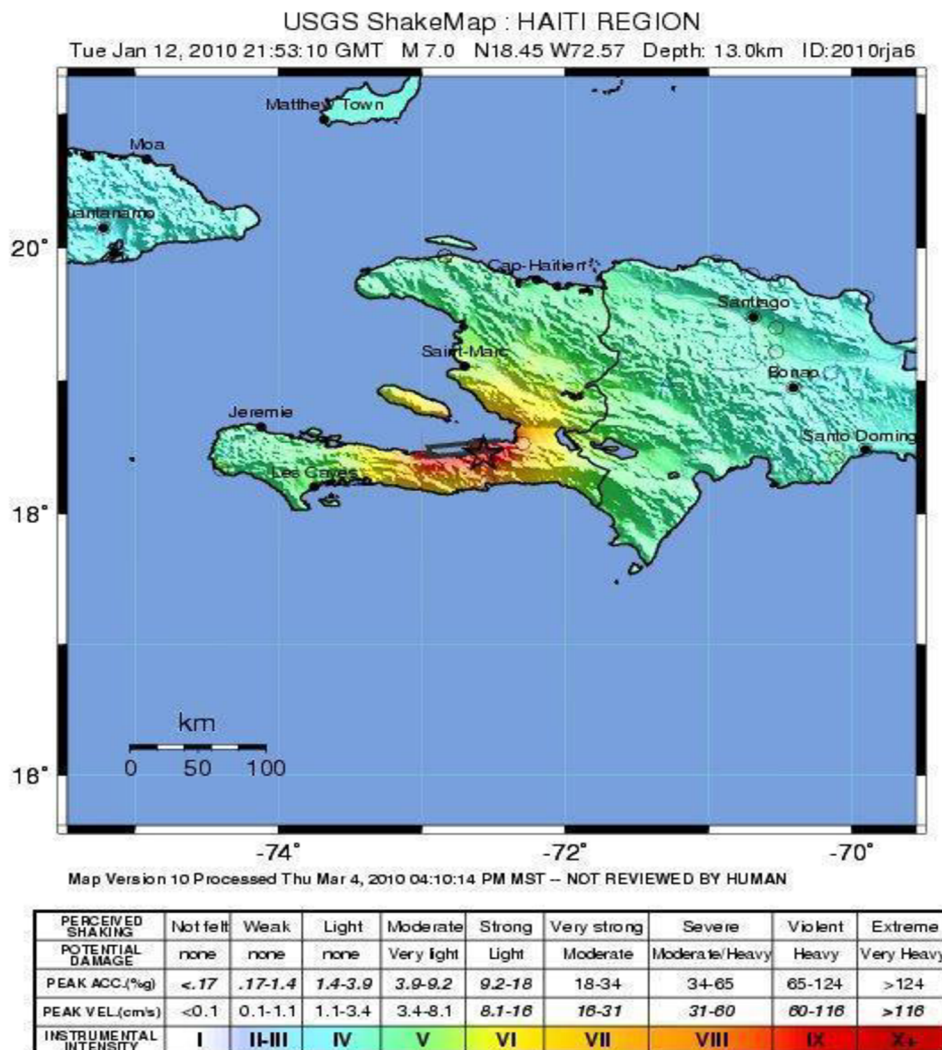 USGS ShakeMap : HAITI REGION
Tue Jan 12, 2010 21:53:10 GMT M 7.0 N18.45 W72.57 Depth: 13.0km ID:2010rja6
Matthew Town
Moa
uantanamo
20°
Cap-Haitien
Santiago
Saint-Marc
Bonao
Jeremie
Santo Doming
Les Cayes
18°
km
0 50 100
16°
-74° -72° -70°
Map Version 10 Processed Thu Mar 4, 2010 04:10:14 PM MST -- NOT REVIEWED BY HUMAN
PERCEIVED SHAKING Not felt Weak Light Moderate Strong Very strong Severe Violent Extreme
POTENTIAL DAMAGE none none none Very light Light Moderate Moderate/Heavy Heavy Very Heavy
PEAK ACC.(%g) <.17 .17-1.4 1.4-3.9 3.9-9.2 9.2-18 18-34 34-65 65-124 >124
PEAK VEL.(cm/s) <0.1 0.1-1.1 1.1-3.4 3.4-8.1 8.1-16 16-31 31-60 60-116 >116
INSTRUMENTAL INTENSITY I II-III IV V VI VII VIII IX X+